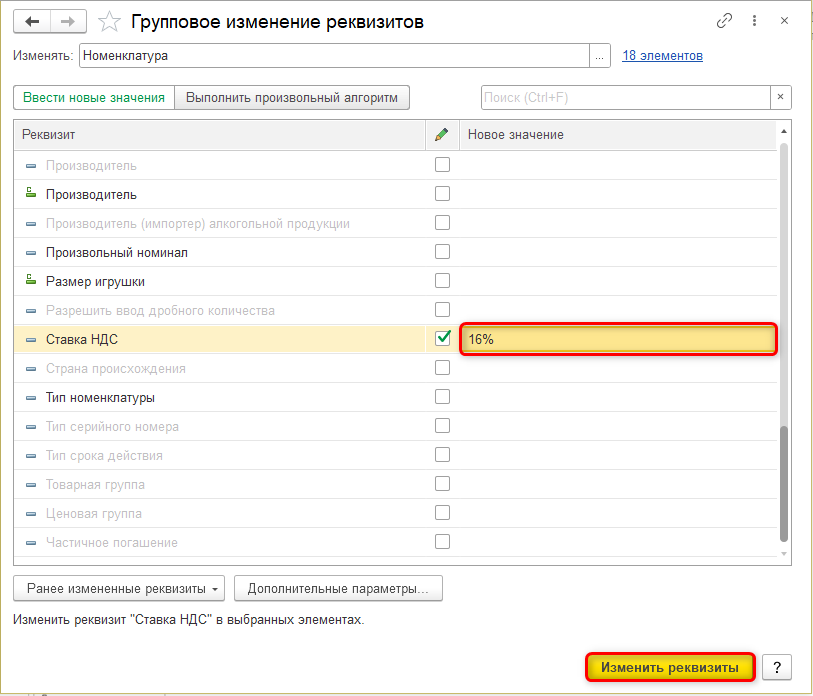 Групповое изменение реквизитов
Изменять: Номенклатура ... 18 элементов
Ввести новые значения Выполнить произвольный алгоритм Поиск (Ctrl+F) ×
Реквизит Новое значение
Производитель
Производитель
Производитель (импортер) алкогольной продукции
Произвольный номинал
Размер игрушки
Разрешить ввод дробного количества
Ставка НДС 16%
Страна происхождения
Тип номенклатуры
Тип серийного номера
Тип срока действия
Товарная группа
Ценовая группа
Частичное погашение
Ранее измененные реквизиты Дополнительные параметры...
Изменить реквизит "Ставка НДС" в выбранных элементах.
Изменить реквизиты ?